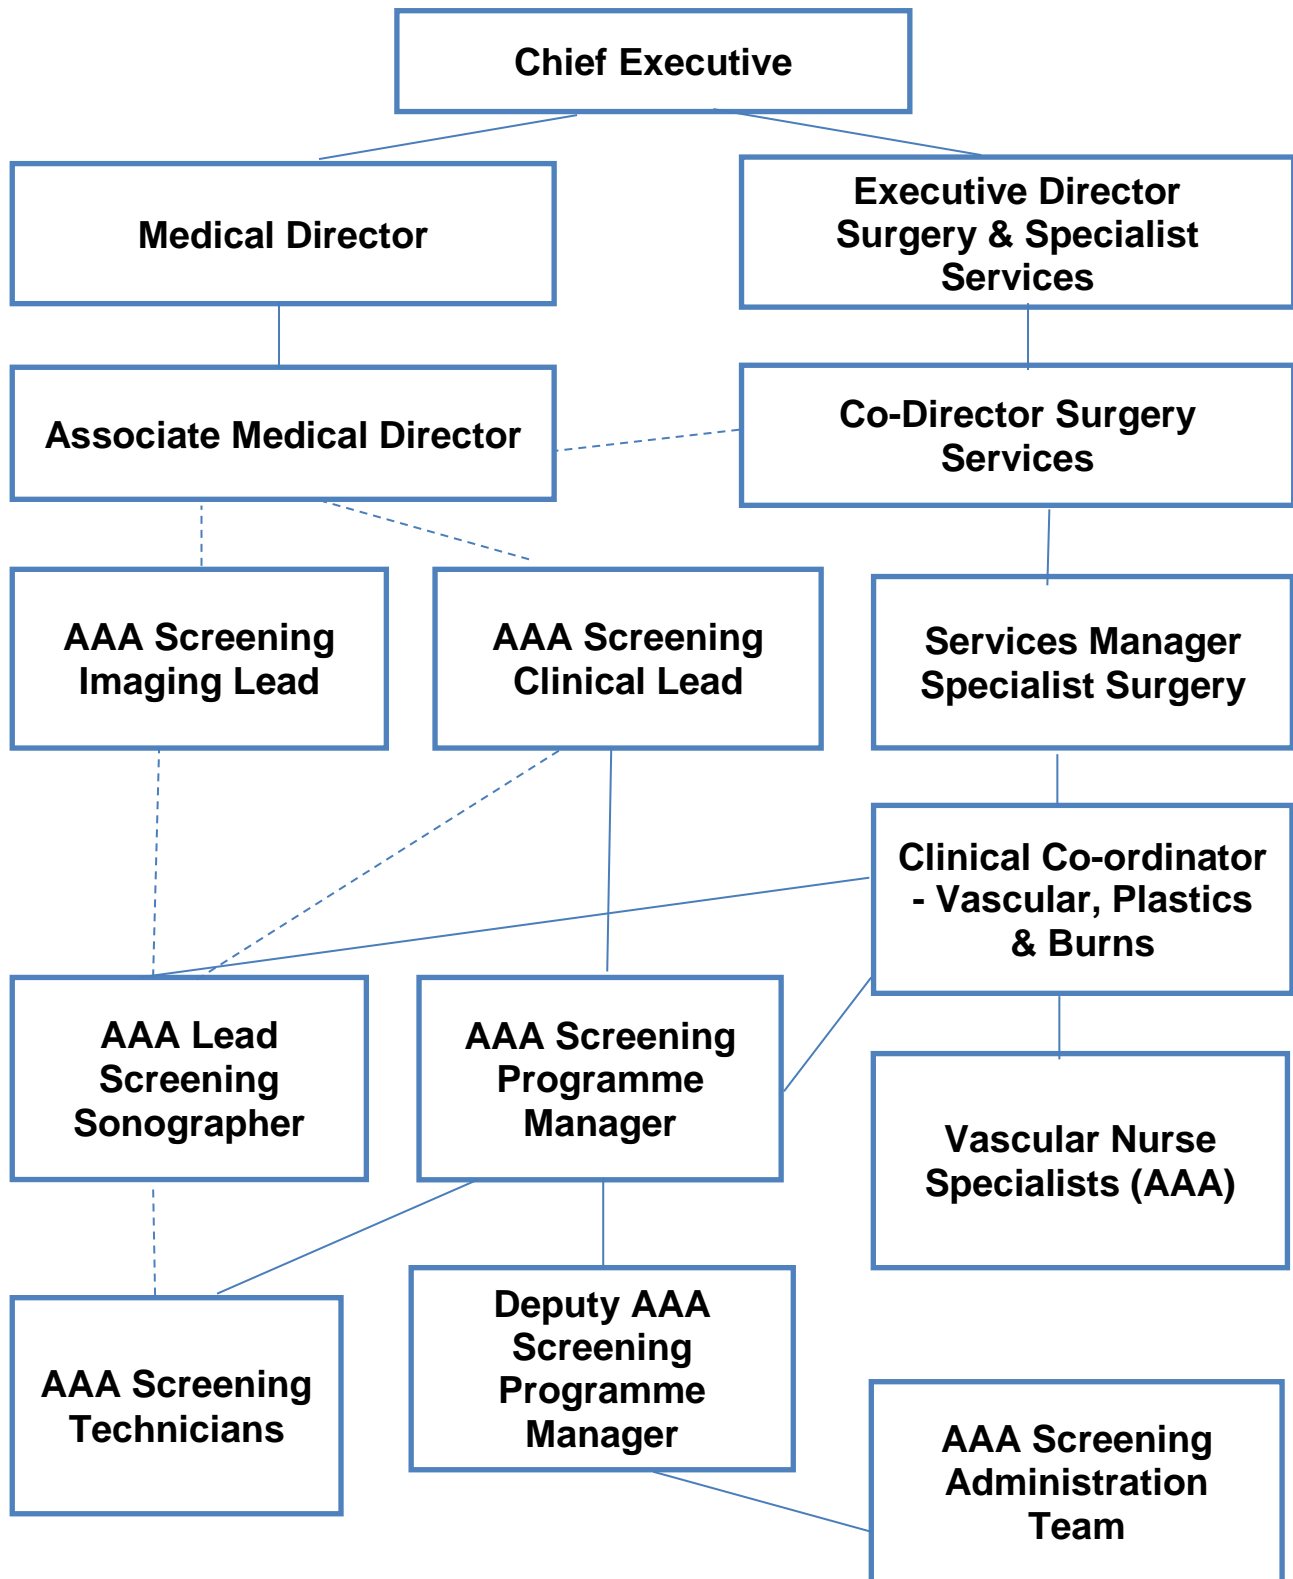 Chief Executive
Medical Director
Executive Director
Surgery & Specialist
Services
Associate Medical Director
Co-Director Surgery
Services
AAA Screening
Imaging Lead
AAA Screening
Clinical Lead
Services Manager
Specialist Surgery
Clinical Co-ordinator
- Vascular, Plastics
& Burns
AAA Lead
Screening
Sonographer
AAA Screening
Programme
Manager
Vascular Nurse
Specialists (AAA)
AAA Screening
Technicians
Deputy AAA
Screening
Programme
Manager
AAA Screening
Administration
Team